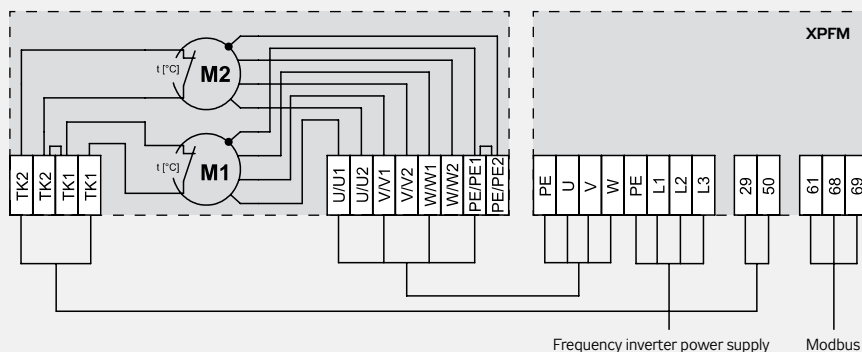 XPFM
t [°C]
M2
t [°C]
M1
TK2
TK2
TK1
TK1
U/U1
U/U2
V/V1
V/V2
W/W1
W/W2
PE/PE1
PE/PE2
PE
U
V
W
PE
L1
L2
L3
29
50
61
68
69
Frequency inverter power supply
Modbus